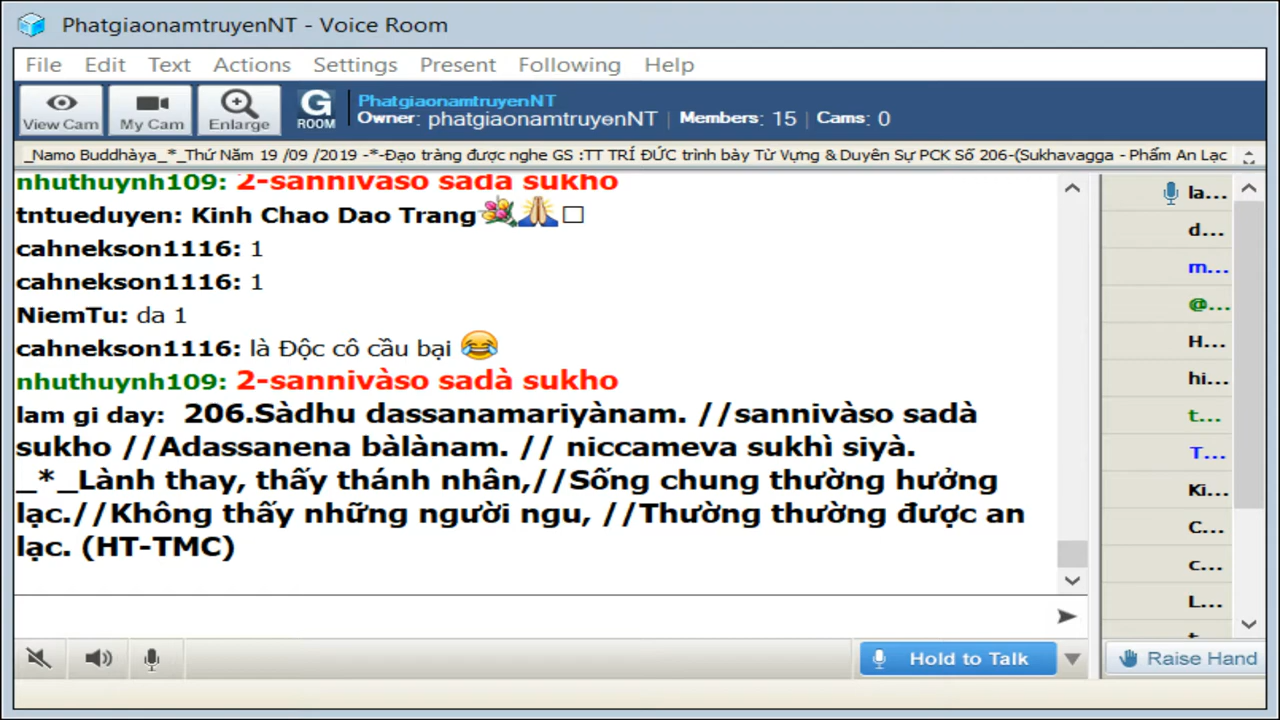 PhatgiaonamtruyenNT - Voice Room
File Edit Text Actions Settings Present Following Help
View Cam My Cam Enlarge G ROOM
PhatgiaonamtruyenNT
Owner: phatgiaonamtruyenNT Members: 15 Cams: 0
_Namo Buddhàya_*_Thứ Năm 19 /09 /2019 -*-Đạo tràng được nghe GS :TT TRÍ ĐỨC trình bày Từ Vựng & Duyên Sự PCK Số 206-(Sukhavagga - Phẩm An Lạc
nhuthuynh109: 2-sannivàso sadà sukho
tntueduyen: Kinh Chao Dao Trang
cahnekson1116: 1
cahnekson1116: 1
NiemTu: da 1
cahnekson1116: là Độc cô cầu bại
nhuthuynh109: 2-sannivàso sadà sukho
lam gi day: 206.Sàdhu dassanamariyànam. //sannivàso sadà
sukho //Adassanena bàlànam. // niccameva sukhì siyà.
_*_Lành thay, thấy thánh nhân,//Sống chung thường hưởng
lạc.//Không thấy những người ngu, //Thường thường được an
lạc. (HT-TMC)
la...
d...
m...
@...
H...
hi...
t...
T...
Ki...
C...
c...
L...
Hold to Talk
Raise Hand